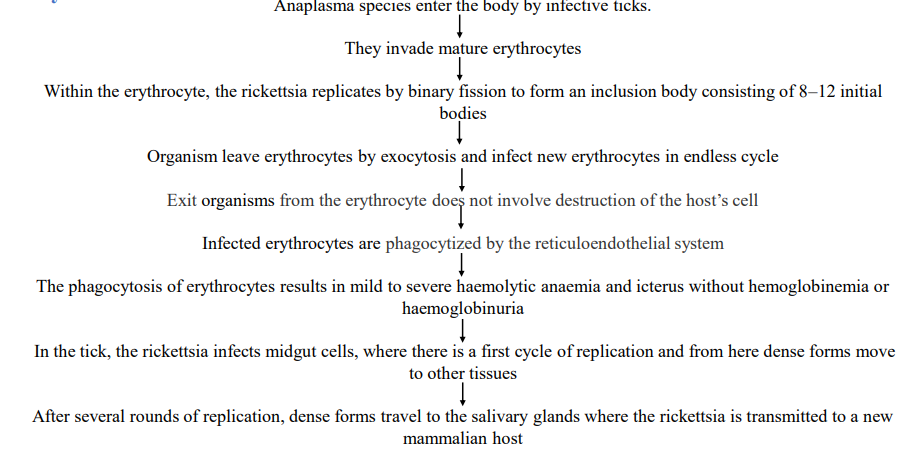 Anaplasma species enter the body by infective ticks.
They invade mature erythrocytes
Within the erythrocyte, the rickettsia replicates by binary fission to form an inclusion body consisting of 8–12 initial
bodies
Organism leave erythrocytes by exocytosis and infect new erythrocytes in endless cycle
Exit organisms from the erythrocyte does not involve destruction of the host’s cell
Infected erythrocytes are phagocytized by the reticuloendothelial system
The phagocytosis of erythrocytes results in mild to severe haemolytic anaemia and icterus without hemoglobinemia or
haemoglobinuria
In the tick, the rickettsia infects midgut cells, where there is a first cycle of replication and from here dense forms move
to other tissues
After several rounds of replication, dense forms travel to the salivary glands where the rickettsia is transmitted to a new
mammalian host